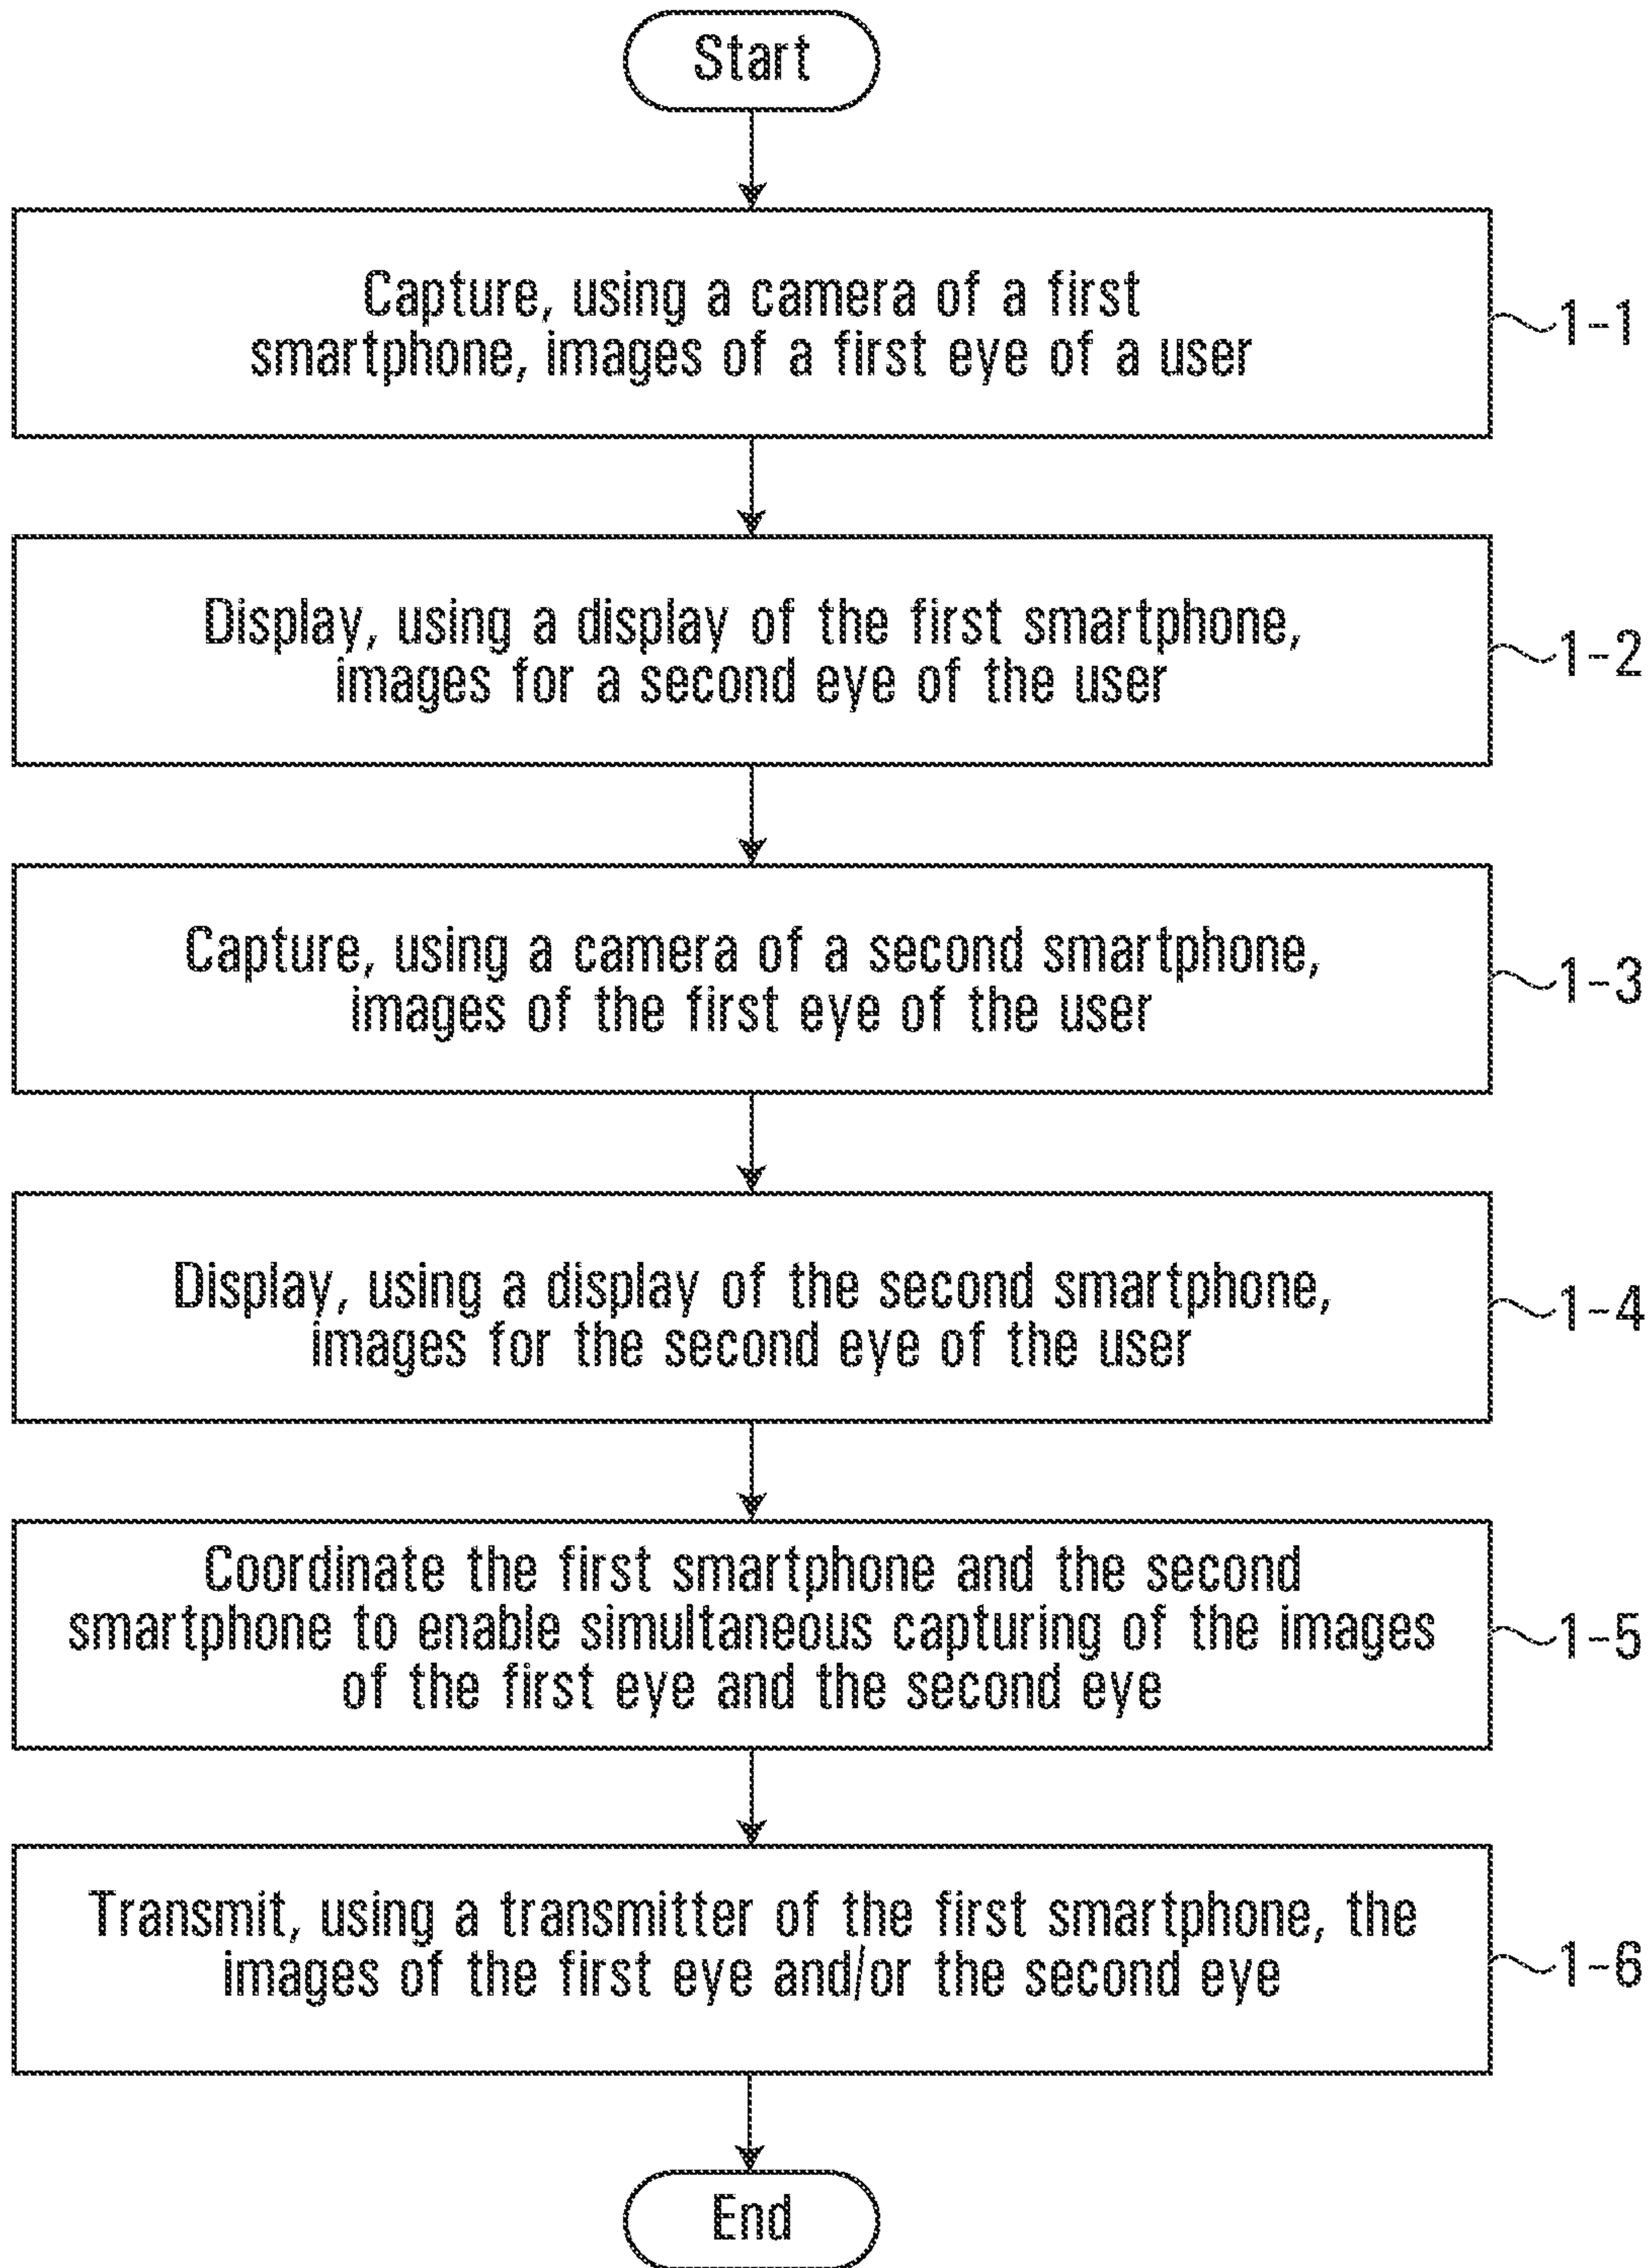 Start
Capture, using a camera of a first
smartphone, images of a first eye of a user
1-1
Display, using a display of the first smartphone,
images for a second eye of the user
1-2
Capture, using a camera of a second smartphone,
images of the first eye of the user
1-3
Display, using a display of the second smartphone,
images for the second eye of the user
1-4
Coordinate the first smartphone and the second
smartphone to enable simultaneous capturing of the images
of the first eye and the second eye
1-5
Transmit, using a transmitter of the first smartphone, the
images of the first eye and/or the second eye
1-6
End